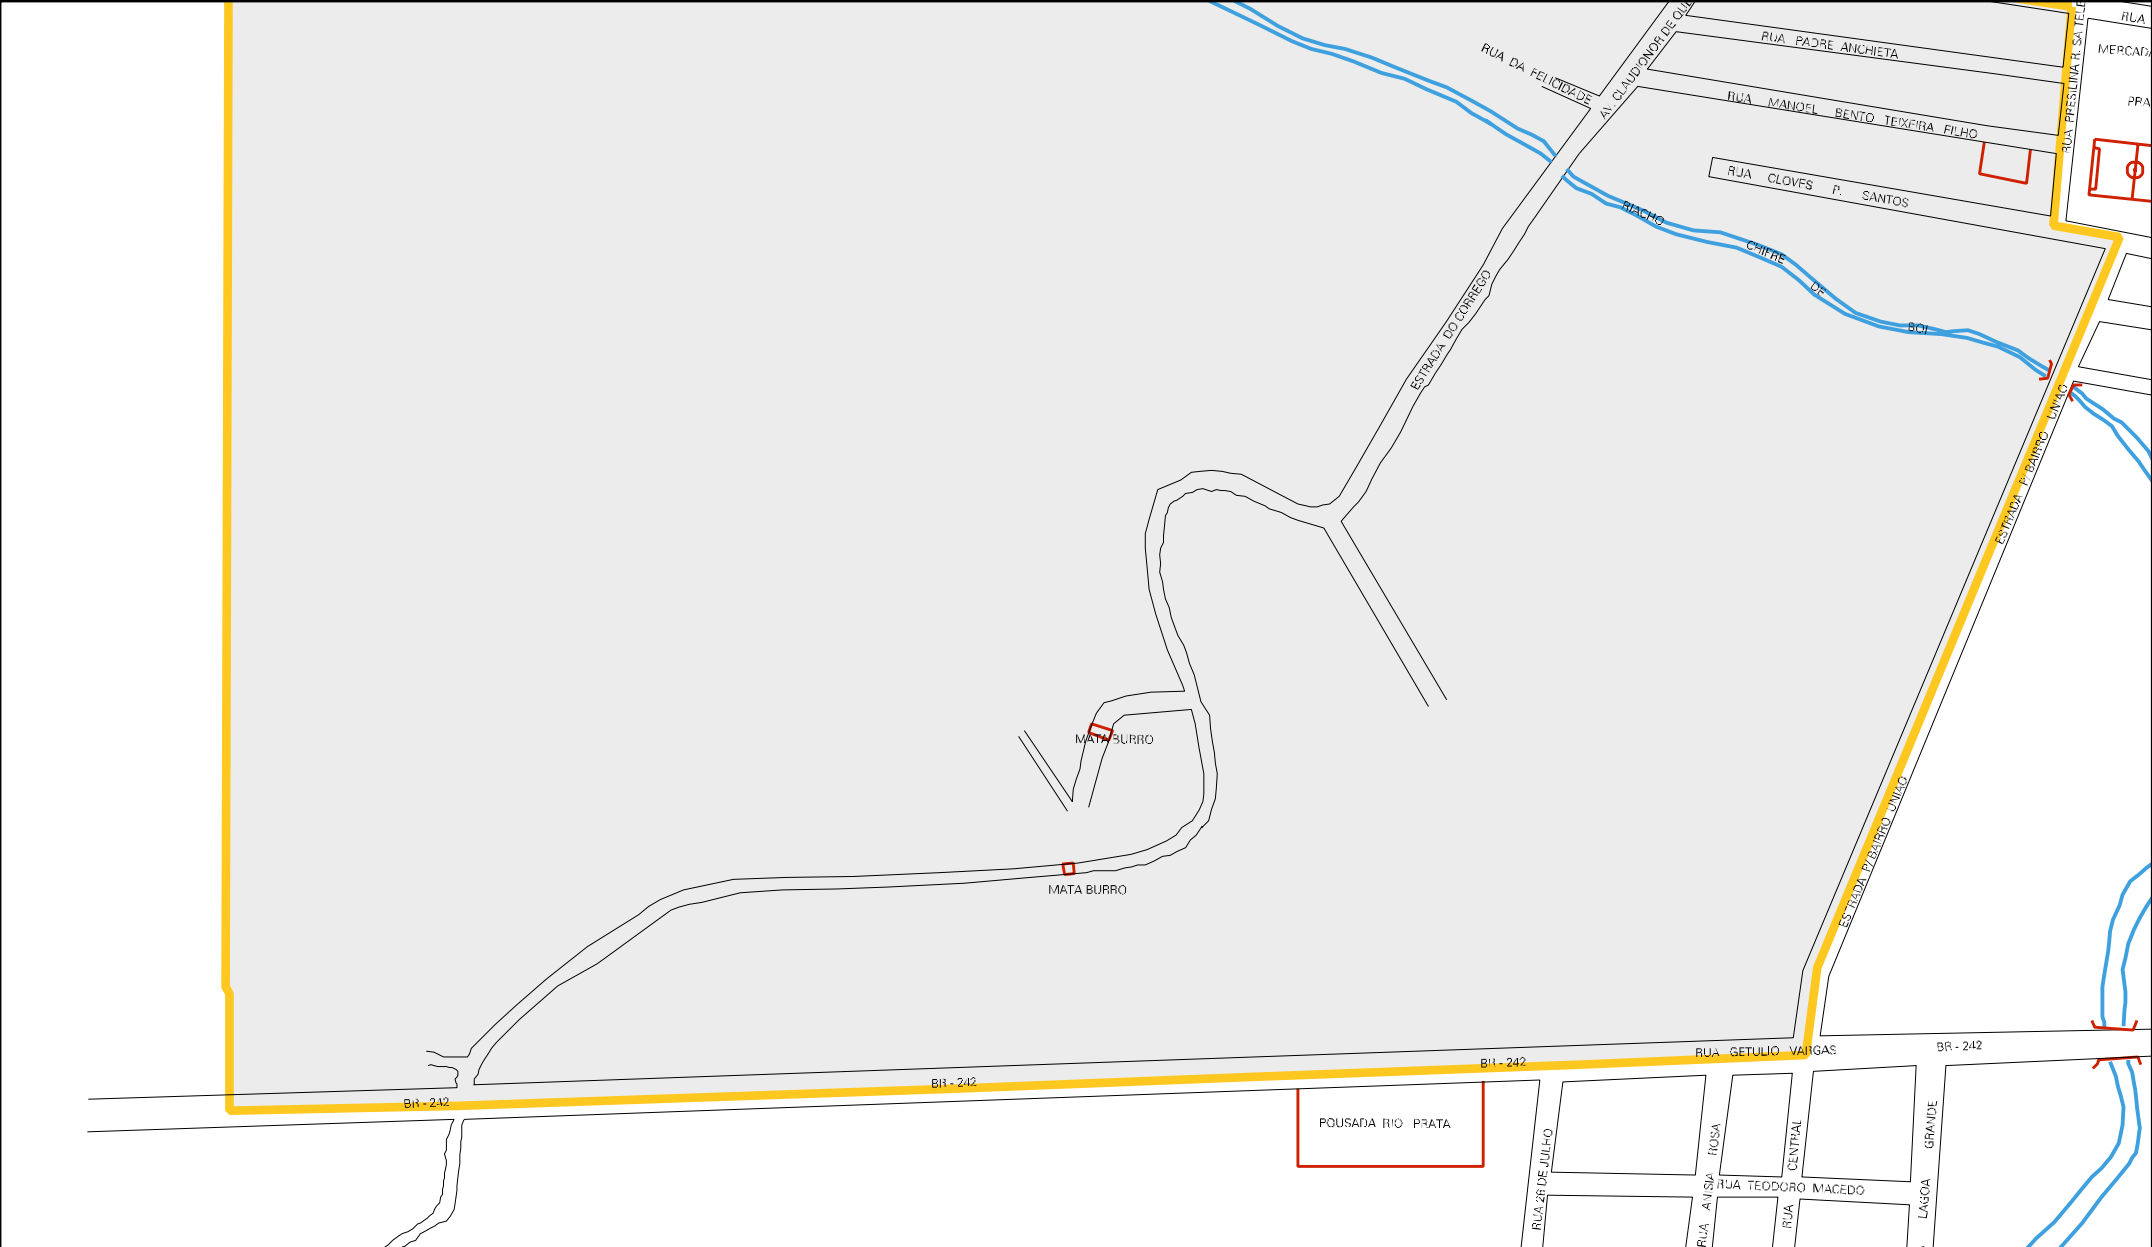 RUA
MERCAD
PRA
RUA PRESILINA R. SA TELE
RUA PADRE ANCHIETA
AV. CLAUDIONOR DE QUE
RUA DA FELICIDADE
RUA MANOEL BENTO TEIXEIRA FILHO
RUA CLOVES P. SANTOS
RIACHO CHIFRE DE BOI
ESTRADA DO CORREGO
ESTRADA P/ BAIRRO UNIAO
MATA BURRO
MATA BURRO
ESTRADA P/ BAIRRO UNIAO
BR - 242
BR - 242
BR - 242
RUA GETULIO VARGAS
BR - 242
POUSADA RIO PRATA
RUA 26 DE JULHO
RUA ANISIA ROSA
RUA CENTRAL
LAGOA GRANDE
RUA TEODORO MACEDO